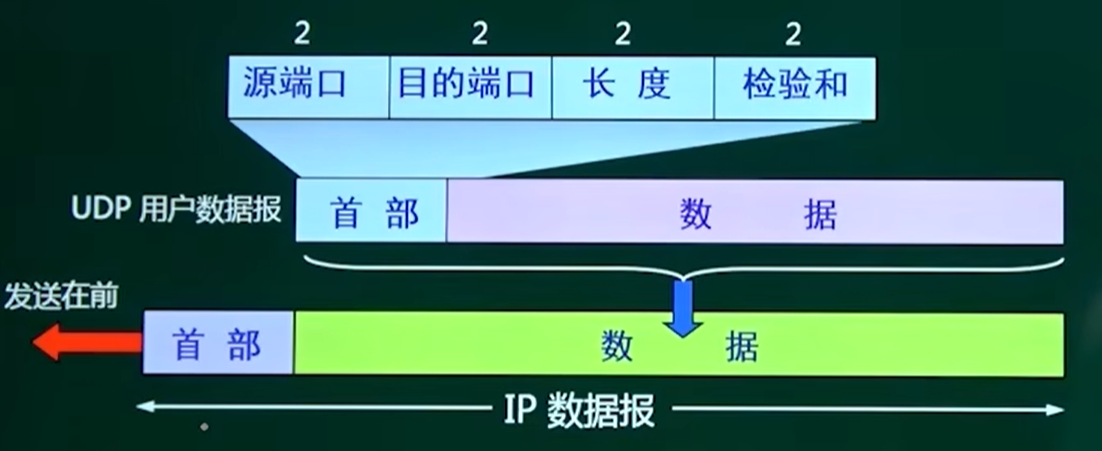 2 2 2 2
源端口 目的端口 长 度 检验和
UDP 用户数据报 首 部 数 据
发送在前
首 部 数 据
IP 数据报